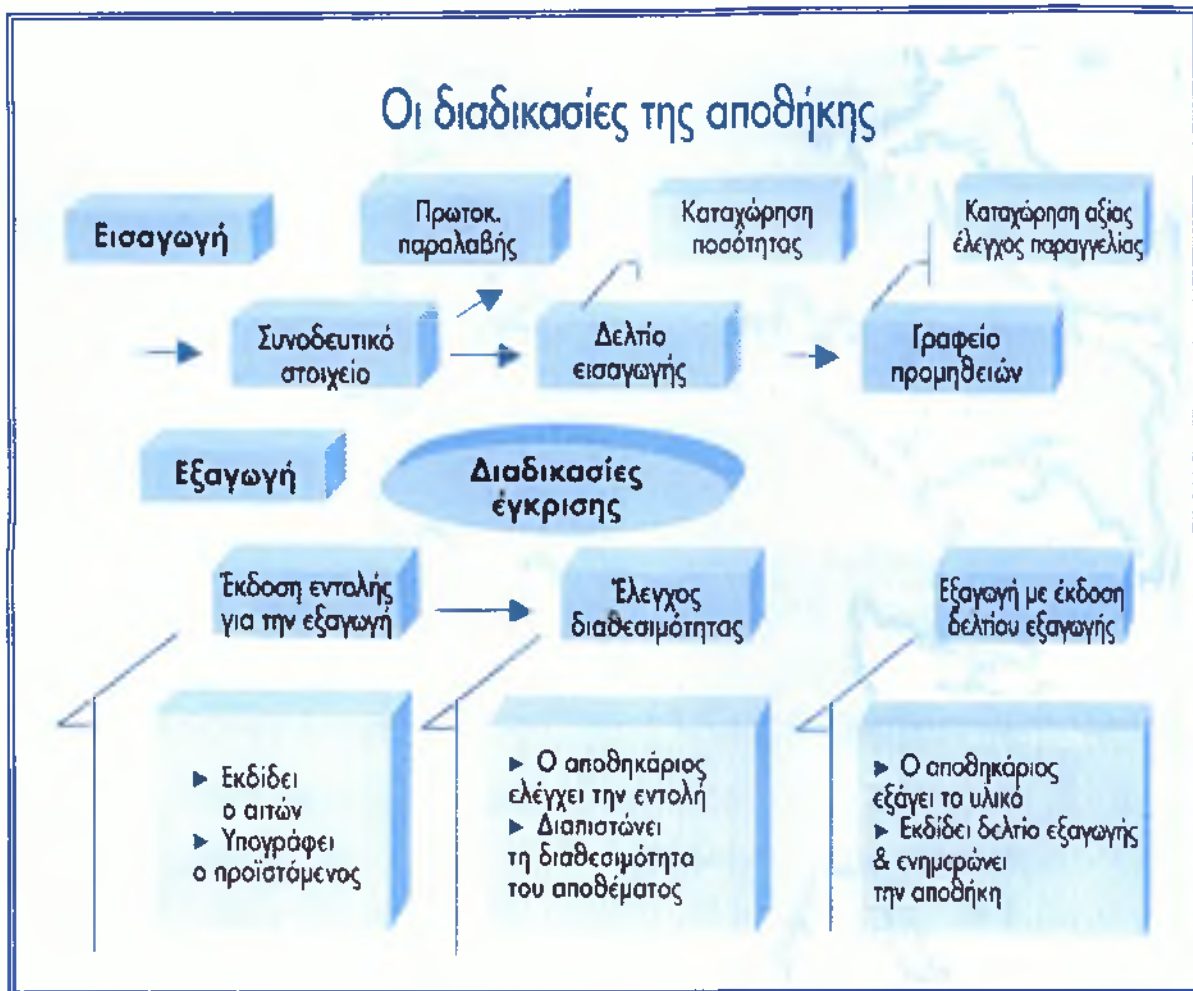 Οι διαδικασίες της αποθήκης
Εισαγωγή
Πρωτοκ.
παραλαβής
Καταχώρηση
ποσότητας
Καταχώρηση αξίας
έλεγχος παραγγελίας
Συνοδευτικό
στοιχείο
Δελτίο
εισαγωγής
Γραφείο
προμηθειών
Εξαγωγή
Διαδικασίες
έγκρισης
Έκδοση εντολής
για την εξαγωγή
Έλεγχος
διαθεσιμότητας
Εξαγωγή με έκδοση
δελτίου εξαγωγής
► Εκδίδει
ο αιτών
► Υπογράφει
ο προϊστάμενος
► Ο αποθηκάριος
ελέγχει την εντολή
► Διαπιστώνει
τη διαθεσιμότητα
του αποθέματος
► Ο αποθηκάριος
εξάγει το υλικό
► Εκδίδει δελτίο εξαγωγής
& ενημερώνει
την αποθήκη